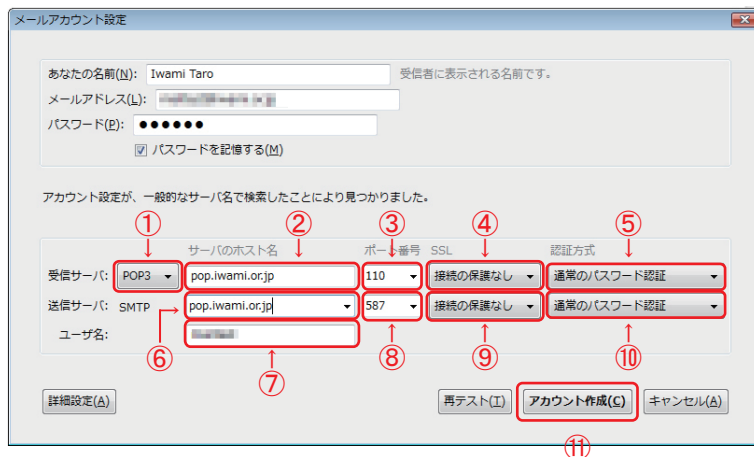 メールアカウント設定
あなたの名前(N): Iwami Taro 受信者に表示される名前です。
メールアドレス(L):
パスワード(P): ●●●●●●
パスワードを記憶する(M)
アカウント設定が、一般的なサーバ名で検索したことにより見つかりました。
① ② ③ ④ ⑤
サーバのホスト名 ポート番号 SSL 認証方式
受信サーバ: POP3 pop.iwami.or.jp 110 接続の保護なし 通常のパスワード認証
送信サーバ: SMTP pop.iwami.or.jp 587 接続の保護なし 通常のパスワード認証
ユーザ名:
⑥ ⑦ ⑧ ⑨ ⑩
詳細設定(A) 再テスト(T) アカウント作成(C) キャンセル(A)
⑪